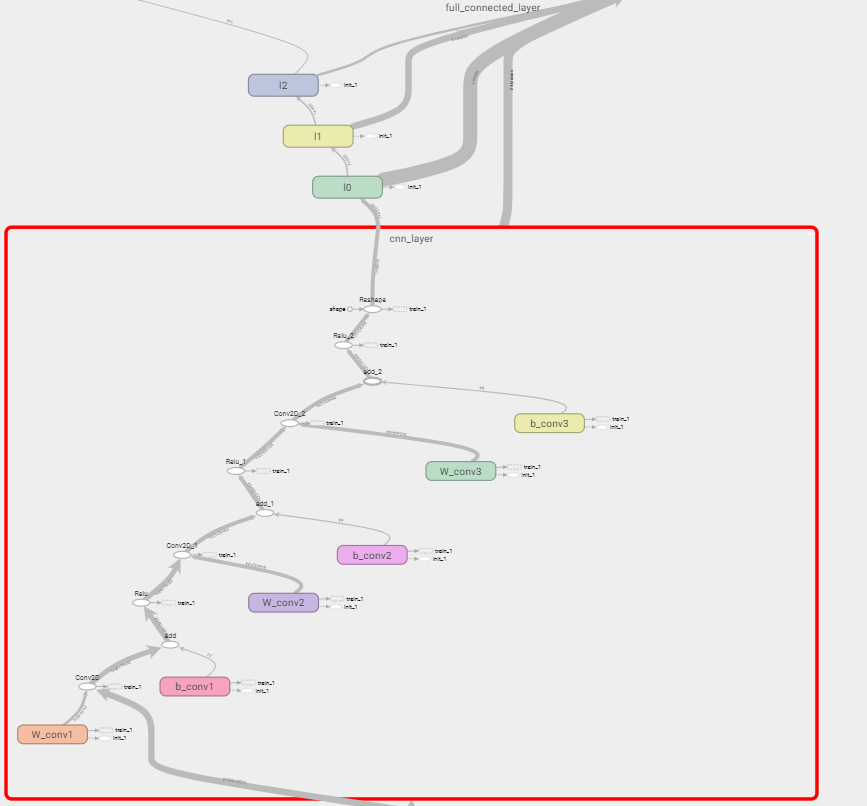 full_connected_layer
l2
init_1
l1
init_1
l0
init_1
cnn_layer
Reshape
shape
train_1
Relu_2
train_1
add_2
Conv2D_2
train_1
b_conv3
train_1
init_1
W_conv3
train_1
init_1
Relu_1
train_1
add_1
Conv2D_1
train_1
b_conv2
train_1
init_1
Relu
train_1
W_conv2
train_1
init_1
add
Conv2D
train_1
b_conv1
train_1
init_1
W_conv1
train_1
init_1